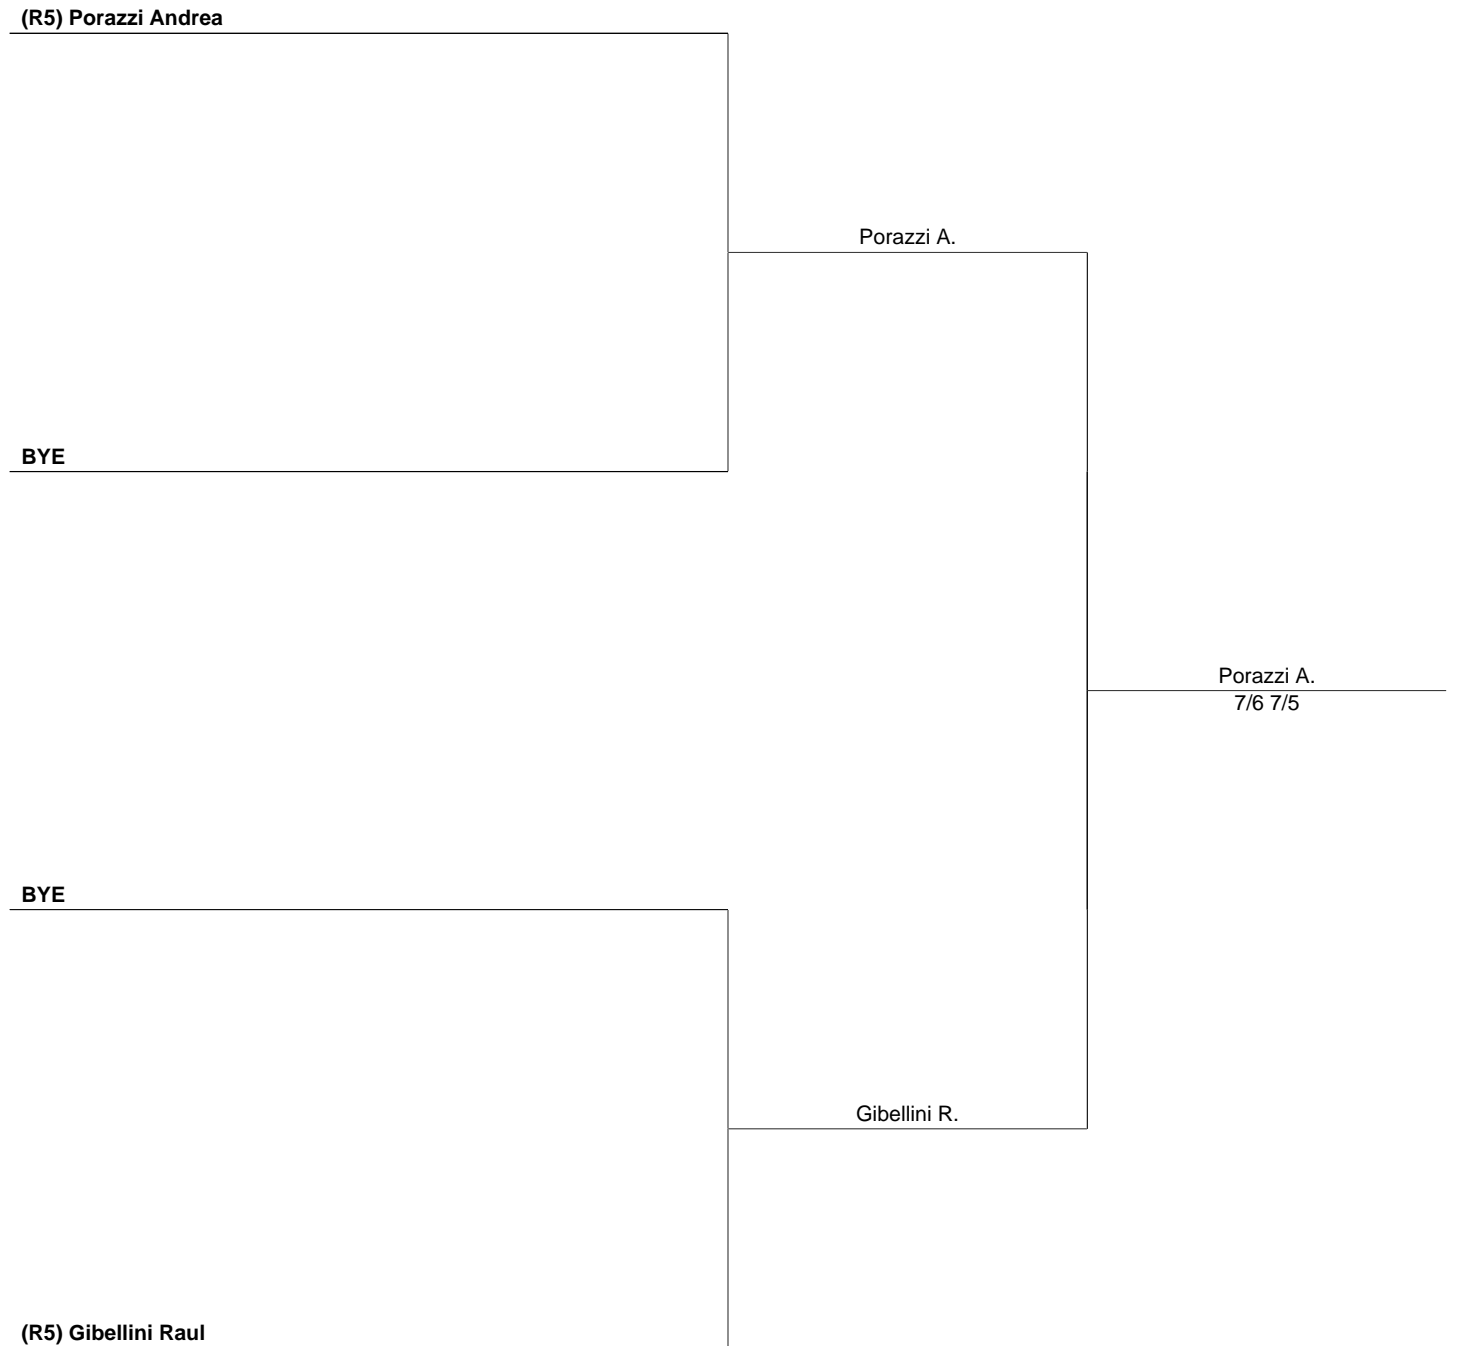 (R5) Porazzi Andrea
Porazzi A.
BYE
Porazzi A.
7/6 7/5
BYE
Gibellini R.
(R5) Gibellini Raul